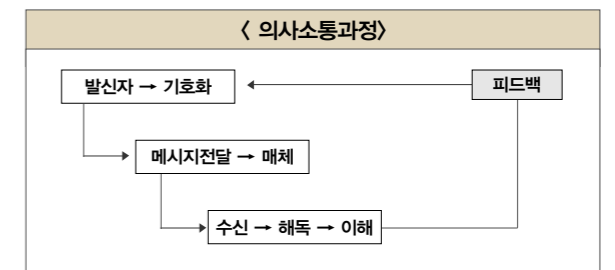 < 의사소통과정>
발신자 → 기호화
피드백
메시지전달 → 매체
수신 → 해독 → 이해